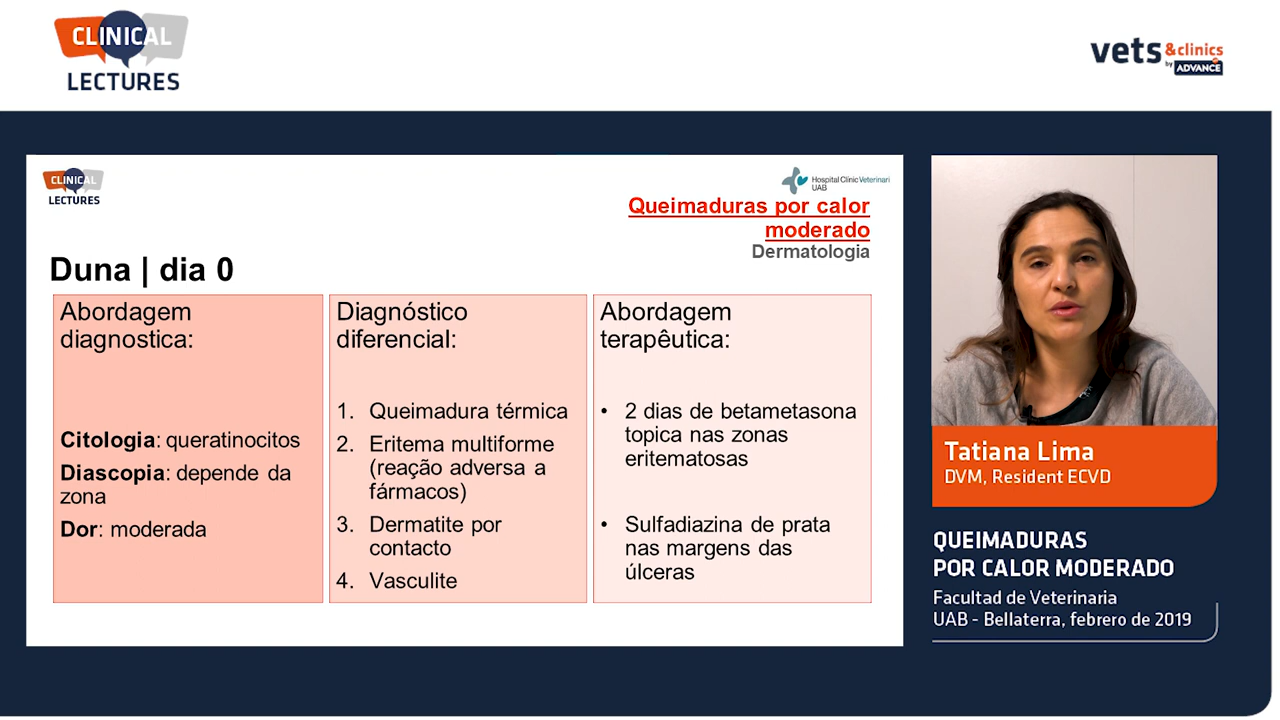 CLINICAL
LECTURES
vets &clinics
by ADVANCE
CLINICAL
LECTURES
Hospital Clínic Veterinari
UAB
Queimaduras por calor
moderado
Dermatologia
Duna | dia 0
Abordagem
diagnostica:
Citologia: queratinocitos
Diascopia: depende da
zona
Dor: moderada
Diagnóstico
diferencial:
1. Queimadura térmica
2. Eritema multiforme
(reação adversa a
fármacos)
3. Dermatite por
contacto
4. Vasculite
Abordagem
terapêutica:
• 2 dias de betametasona
topica nas zonas
eritematosas
• Sulfadiazina de prata
nas margens das
úlceras
Tatiana Lima
DVM, Resident ECVD
QUEIMADURAS
POR CALOR MODERADO
Facultad de Veterinaria
UAB - Bellaterra, febrero de 2019